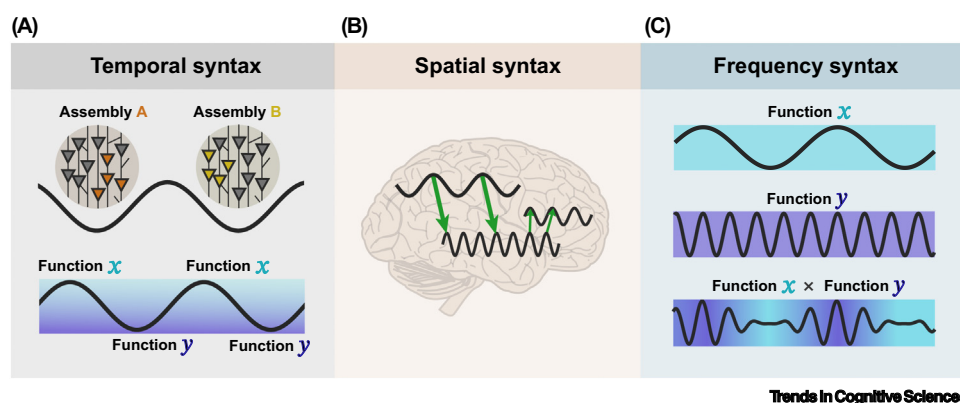 (A)
(B)
(C)
Temporal syntax
Spatial syntax
Frequency syntax
Assembly A
Assembly B
Function x
Function y
Function x × Function y
Function x
Function x
Function y
Function y
Trends in Cognitive Sciences